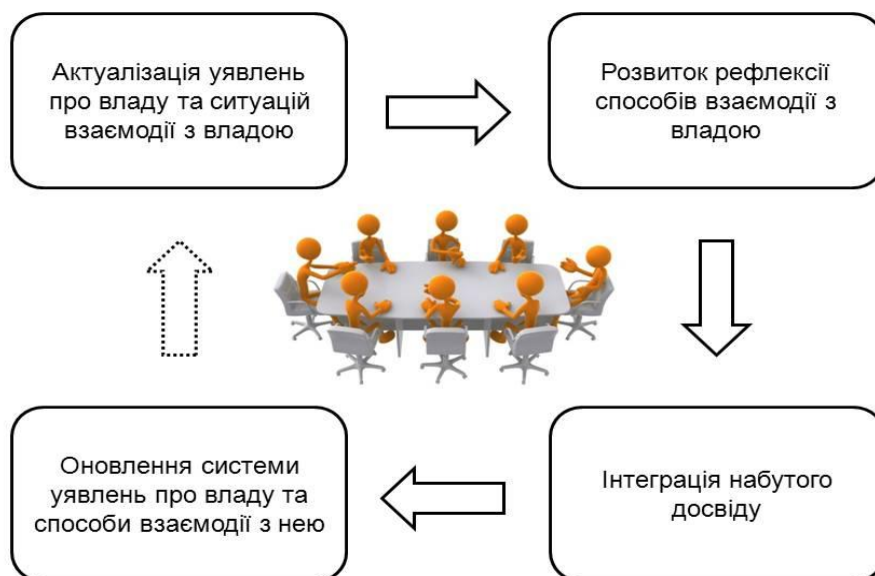 Актуалізація уявлень
про владу та ситуацій
взаємодії з владою
Розвиток рефлексії
способів взаємодії з
владою
Оновлення системи
уявлень про владу та
способи взаємодії з нею
Інтеграція набутого
досвіду